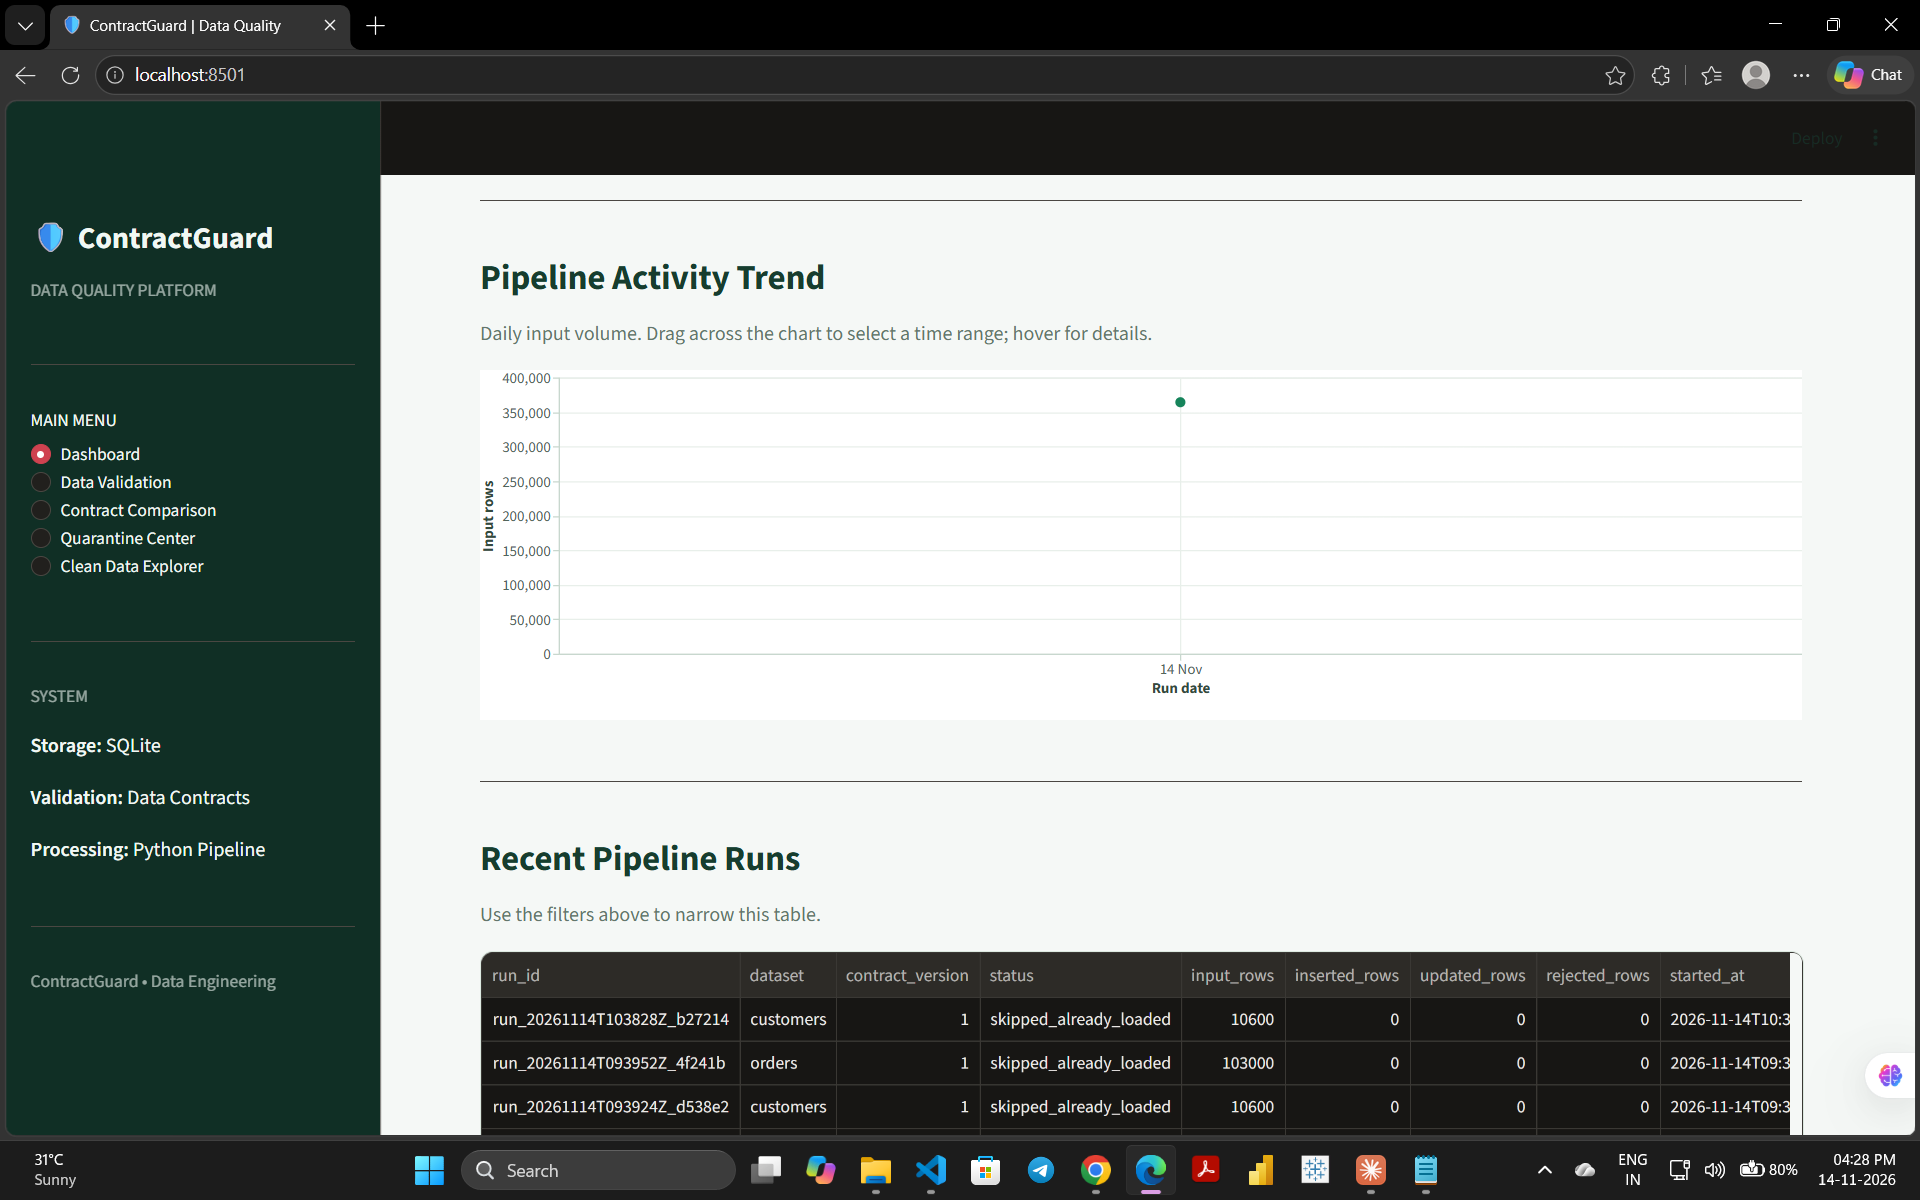 ContractGuard | Data Quality
localhost:8501
Chat
Deploy
ContractGuard
DATA QUALITY PLATFORM
MAIN MENU
Dashboard
Data Validation
Contract Comparison
Quarantine Center
Clean Data Explorer
SYSTEM
Storage: SQLite
Validation: Data Contracts
Processing: Python Pipeline
ContractGuard • Data Engineering
Pipeline Activity Trend
Daily input volume. Drag across the chart to select a time range; hover for details.
400,000
350,000
300,000
250,000
200,000
150,000
100,000
50,000
0
Input rows
14 Nov
Run date
Recent Pipeline Runs
Use the filters above to narrow this table.
run_id dataset contract_version status input_rows inserted_rows updated_rows rejected_rows started_at
run_20261114T103828Z_b27214 customers 1 skipped_already_loaded 10600 0 0 0 2026-11-14T10:3
run_20261114T093952Z_4f241b orders 1 skipped_already_loaded 103000 0 0 0 2026-11-14T09:3
run_20261114T093924Z_d538e2 customers 1 skipped_already_loaded 10600 0 0 0 2026-11-14T09:3
31°C
Sunny
Search
ENG
IN
80%
04:28 PM
14-11-2026